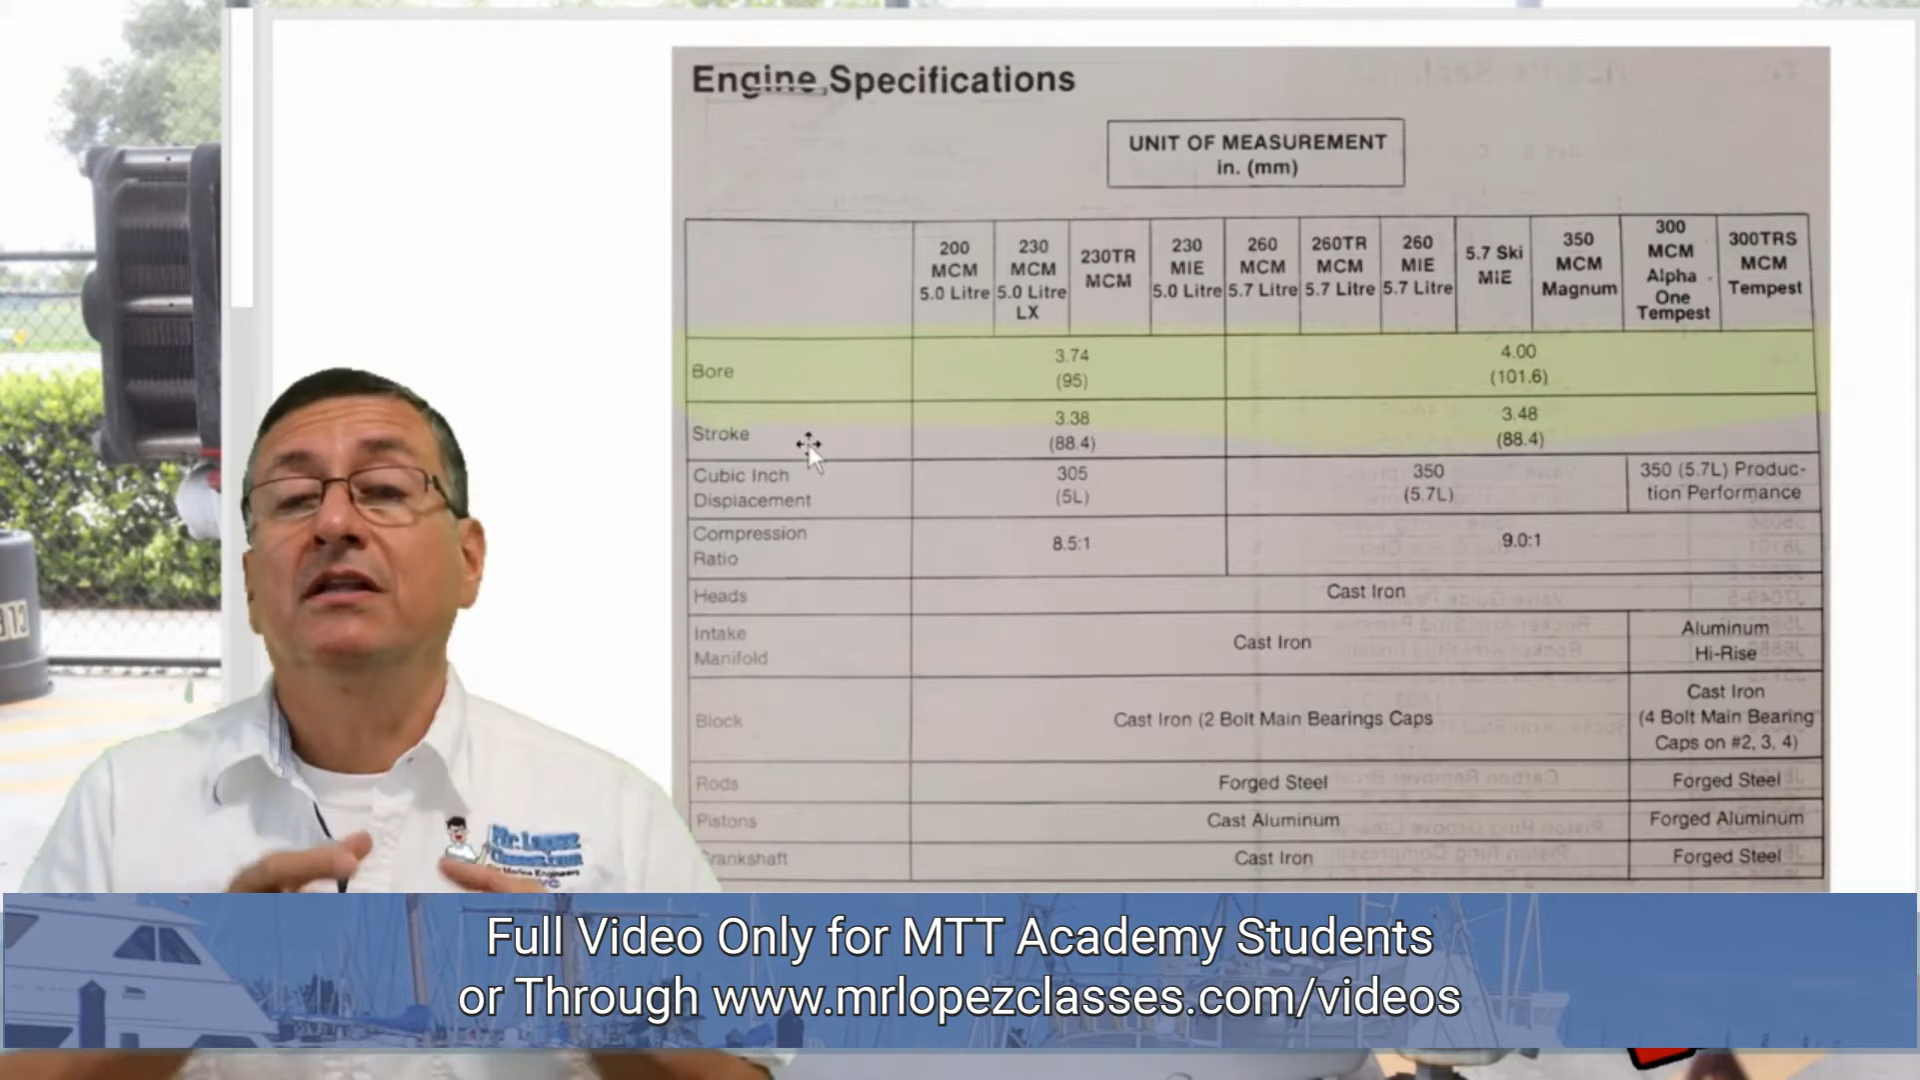 Engine Specifications
UNIT OF MEASUREMENT
in. (mm)
200
MCM
5.0 Litre
230
MCM
5.0 Litre
LX
230TR
MCM
230
MIE
5.0 Litre
260
MCM
5.7 Litre
260TR
MCM
5.7 Litre
260
MIE
5.7 Litre
5.7 Ski
MIE
350
MCM
Magnum
300
MCM
Alpha
One
Tempest
300TRS
MCM
Tempest
Bore
3.74
(95)
4.00
(101.6)
Stroke
3.38
(88.4)
3.48
(88.4)
Cubic Inch
Displacement
305
(5L)
350
(5.7L)
350 (5.7L) Produc-
tion Performance
Compression
Ratio
8.5:1
9.0:1
Heads
Cast Iron
Intake
Manifold
Cast Iron
Aluminum
Hi-Rise
Block
Cast Iron (2 Bolt Main Bearings Caps
Cast Iron
(4 Bolt Main Bearing
Caps on #2, 3, 4)
Rods
Forged Steel
Forged Steel
Pistons
Cast Aluminum
Forged Aluminum
Crankshaft
Cast Iron
Forged Steel
Mr. Lopez
Classes.com
Full Video Only for MTT Academy Students
or Through www.mrlopezclasses.com/videos